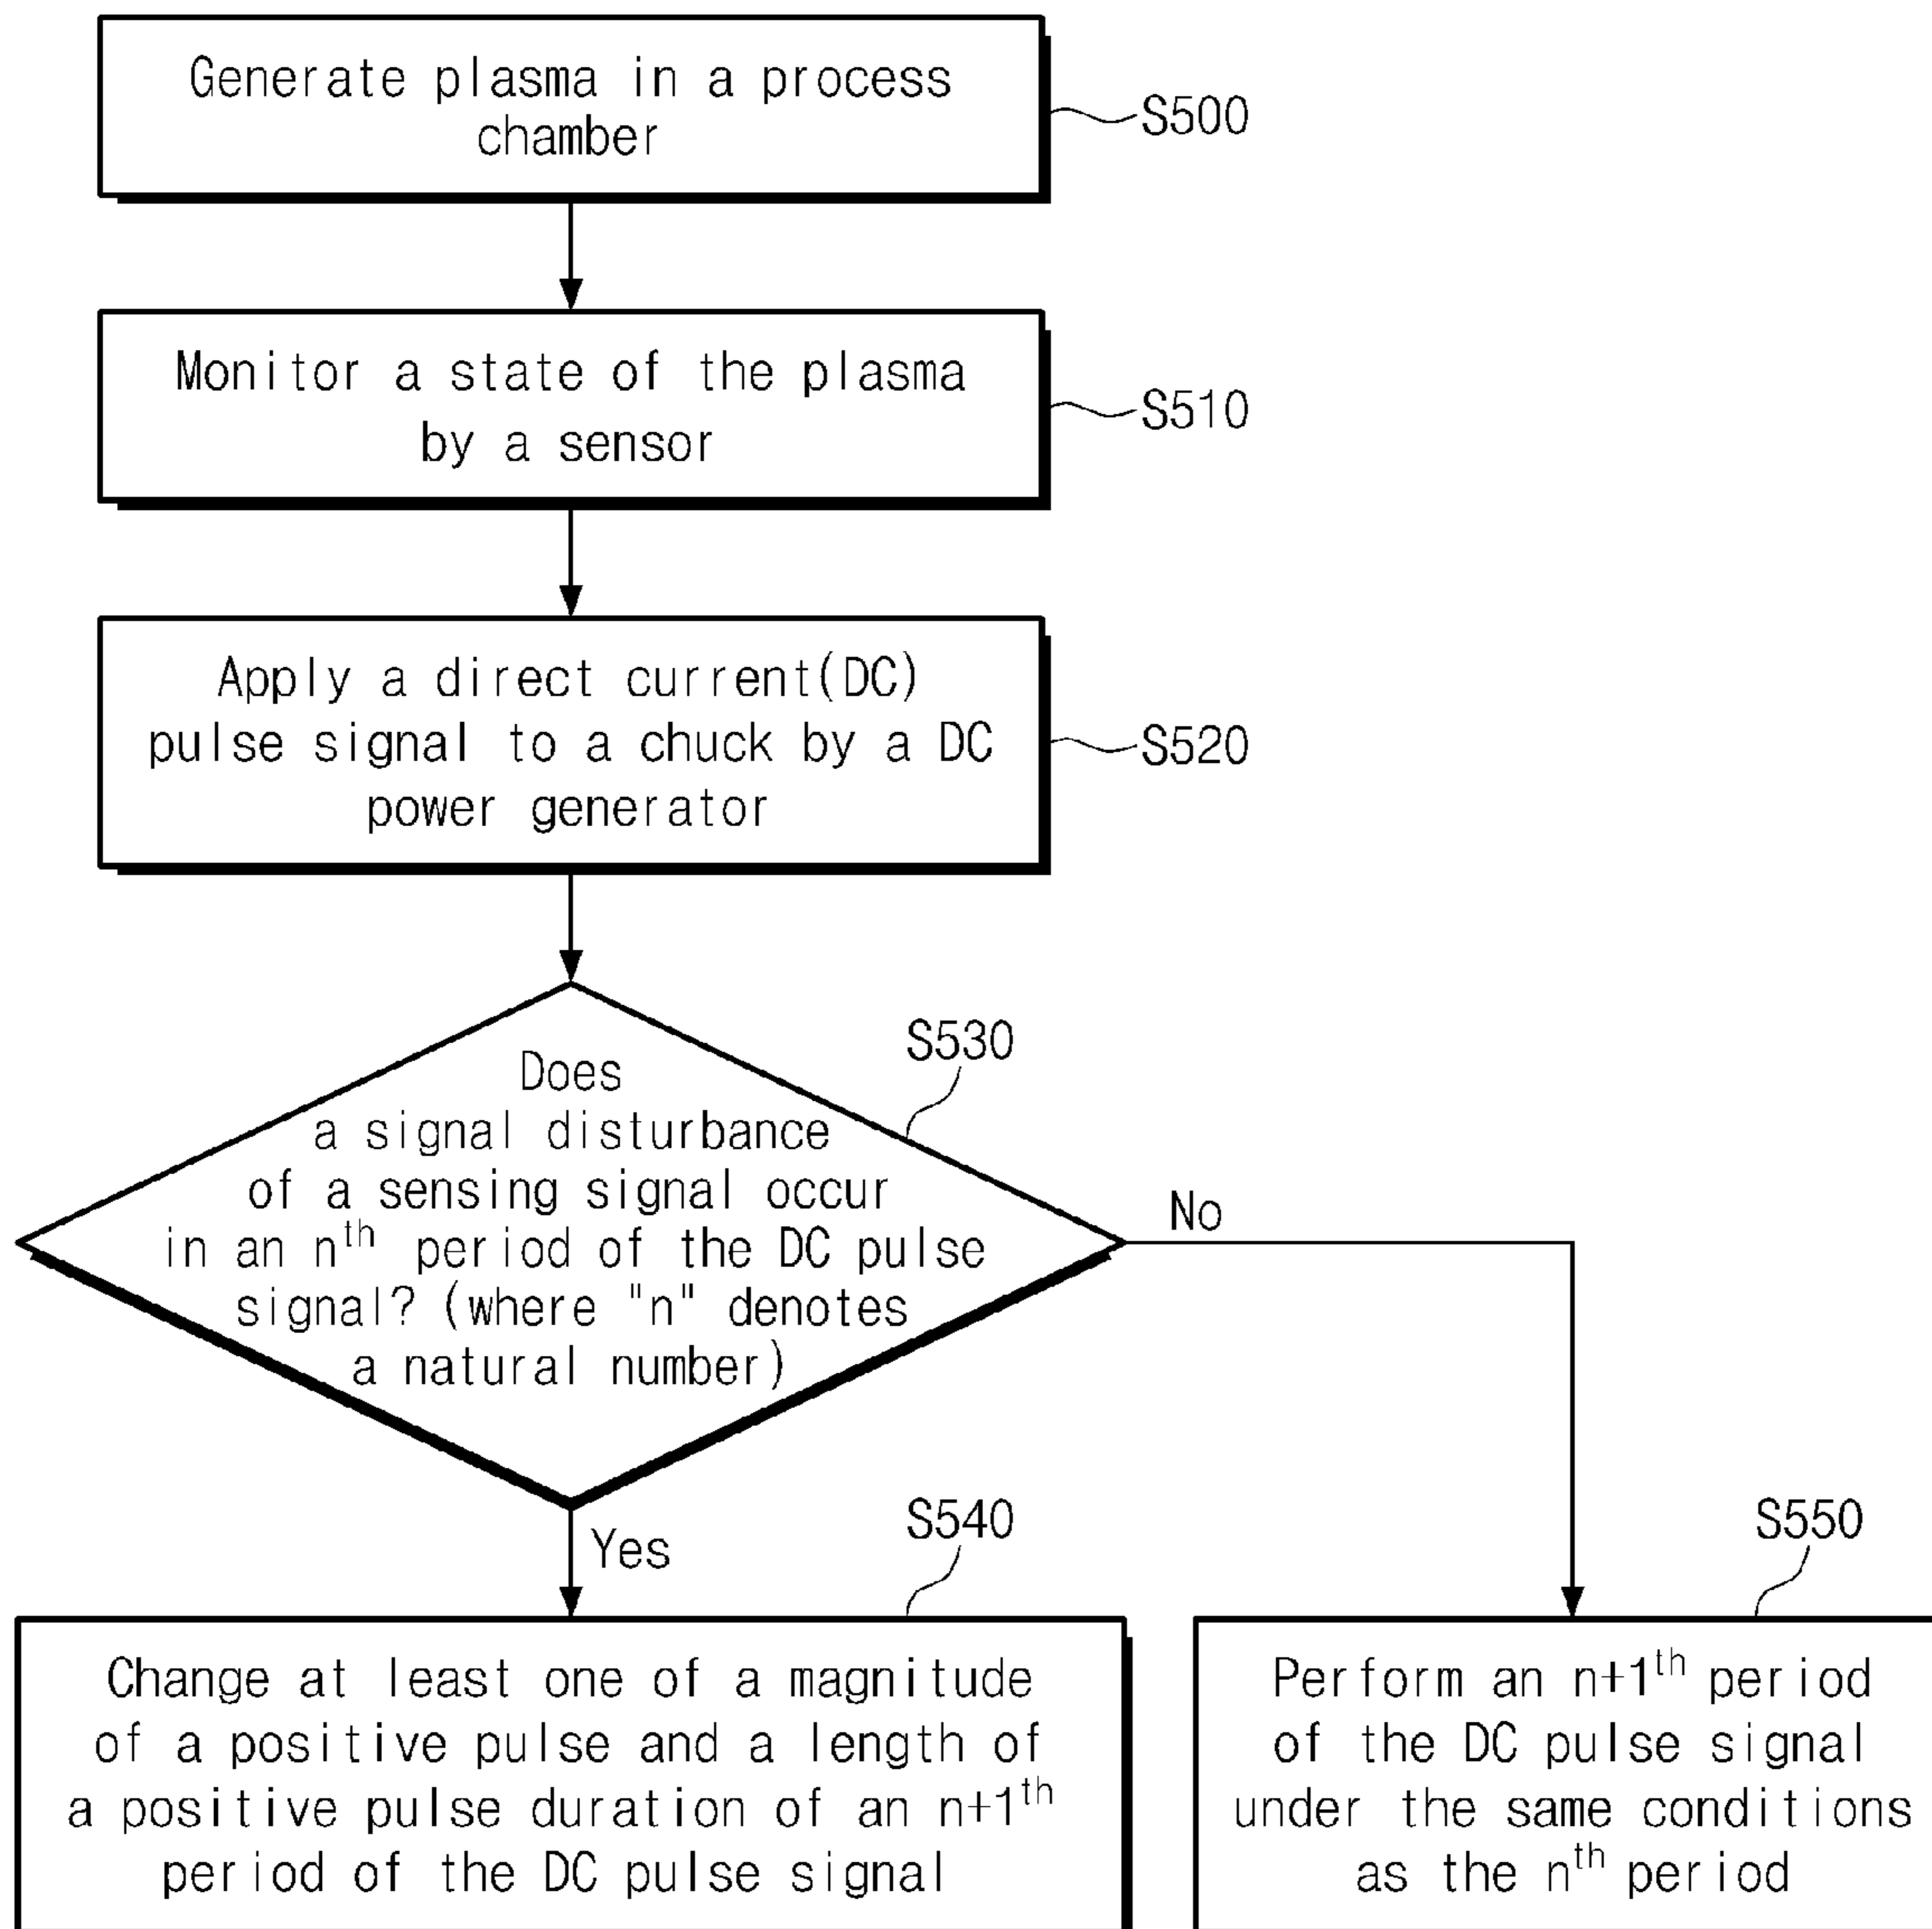 Generate plasma in a process
chamber
S500
Monitor a state of the plasma
by a sensor
S510
Apply a direct current(DC)
pulse signal to a chuck by a DC
power generator
S520
S530
Does
a signal disturbance
of a sensing signal occur
in an nth period of the DC pulse
signal? (where "n" denotes
a natural number)
No
Yes
S540
Change at least one of a magnitude
of a positive pulse and a length of
a positive pulse duration of an n+1th
period of the DC pulse signal
S550
Perform an n+1th period
of the DC pulse signal
under the same conditions
as the nth period